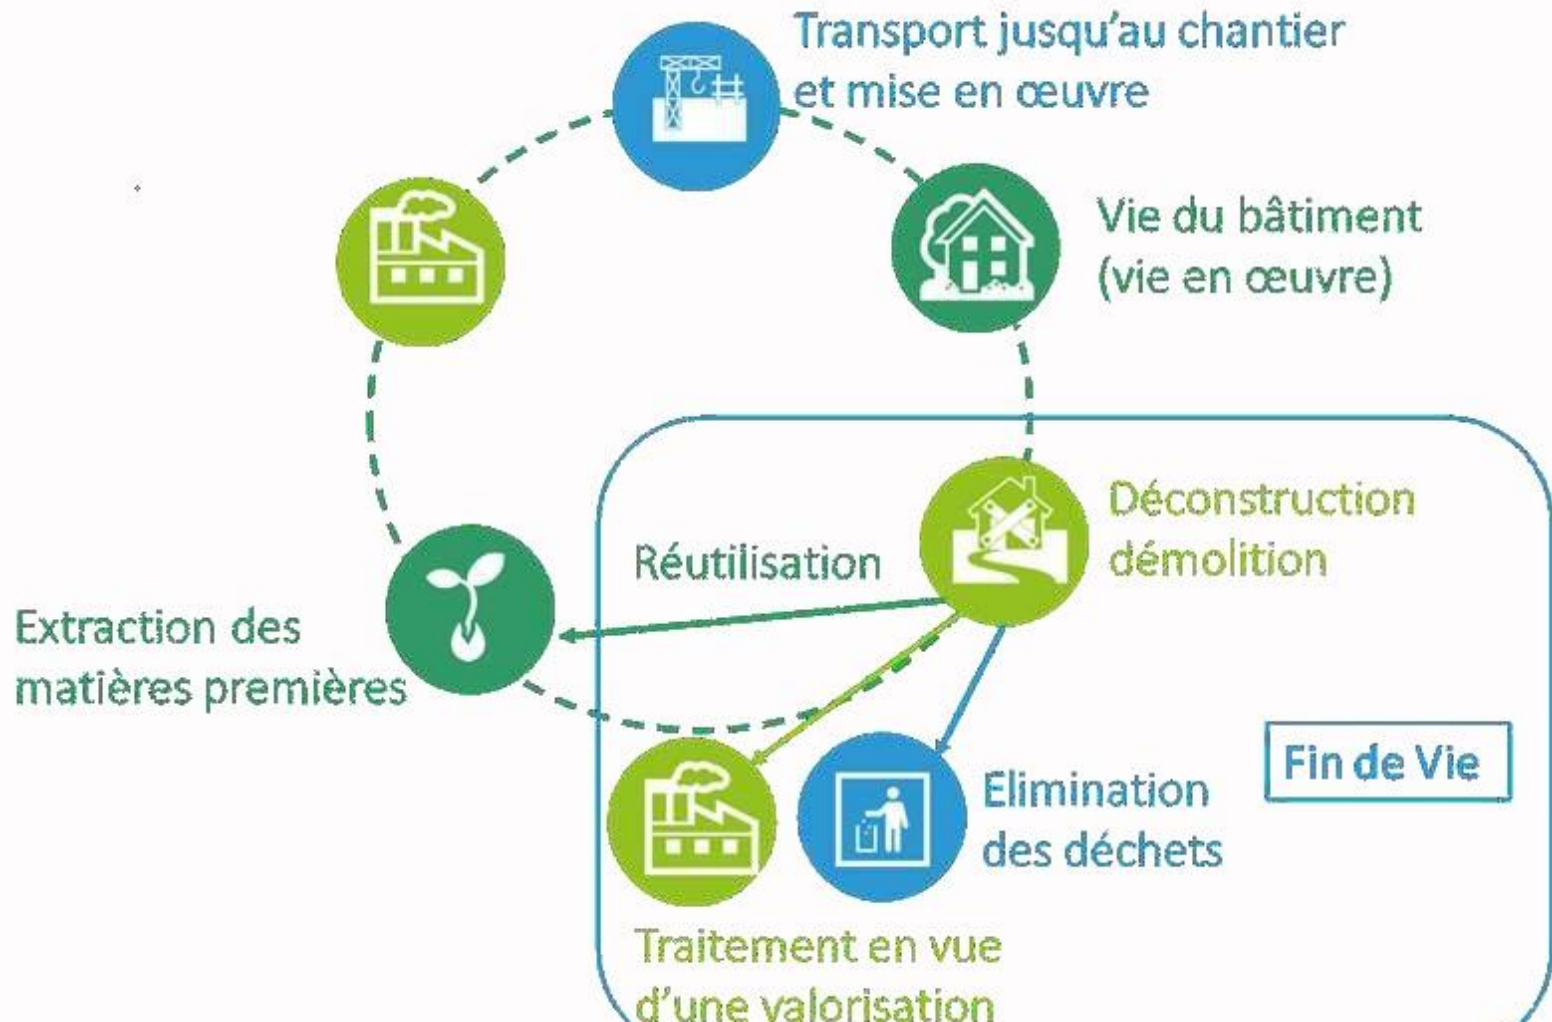 Transport jusqu'au chantier
et mise en œuvre
Vie du bâtiment
(vie en œuvre)
Déconstruction
démolition
Réutilisation
Extraction des
matières premières
Fin de Vie
Elimination
des déchets
Traitement en vue
d'une valorisation